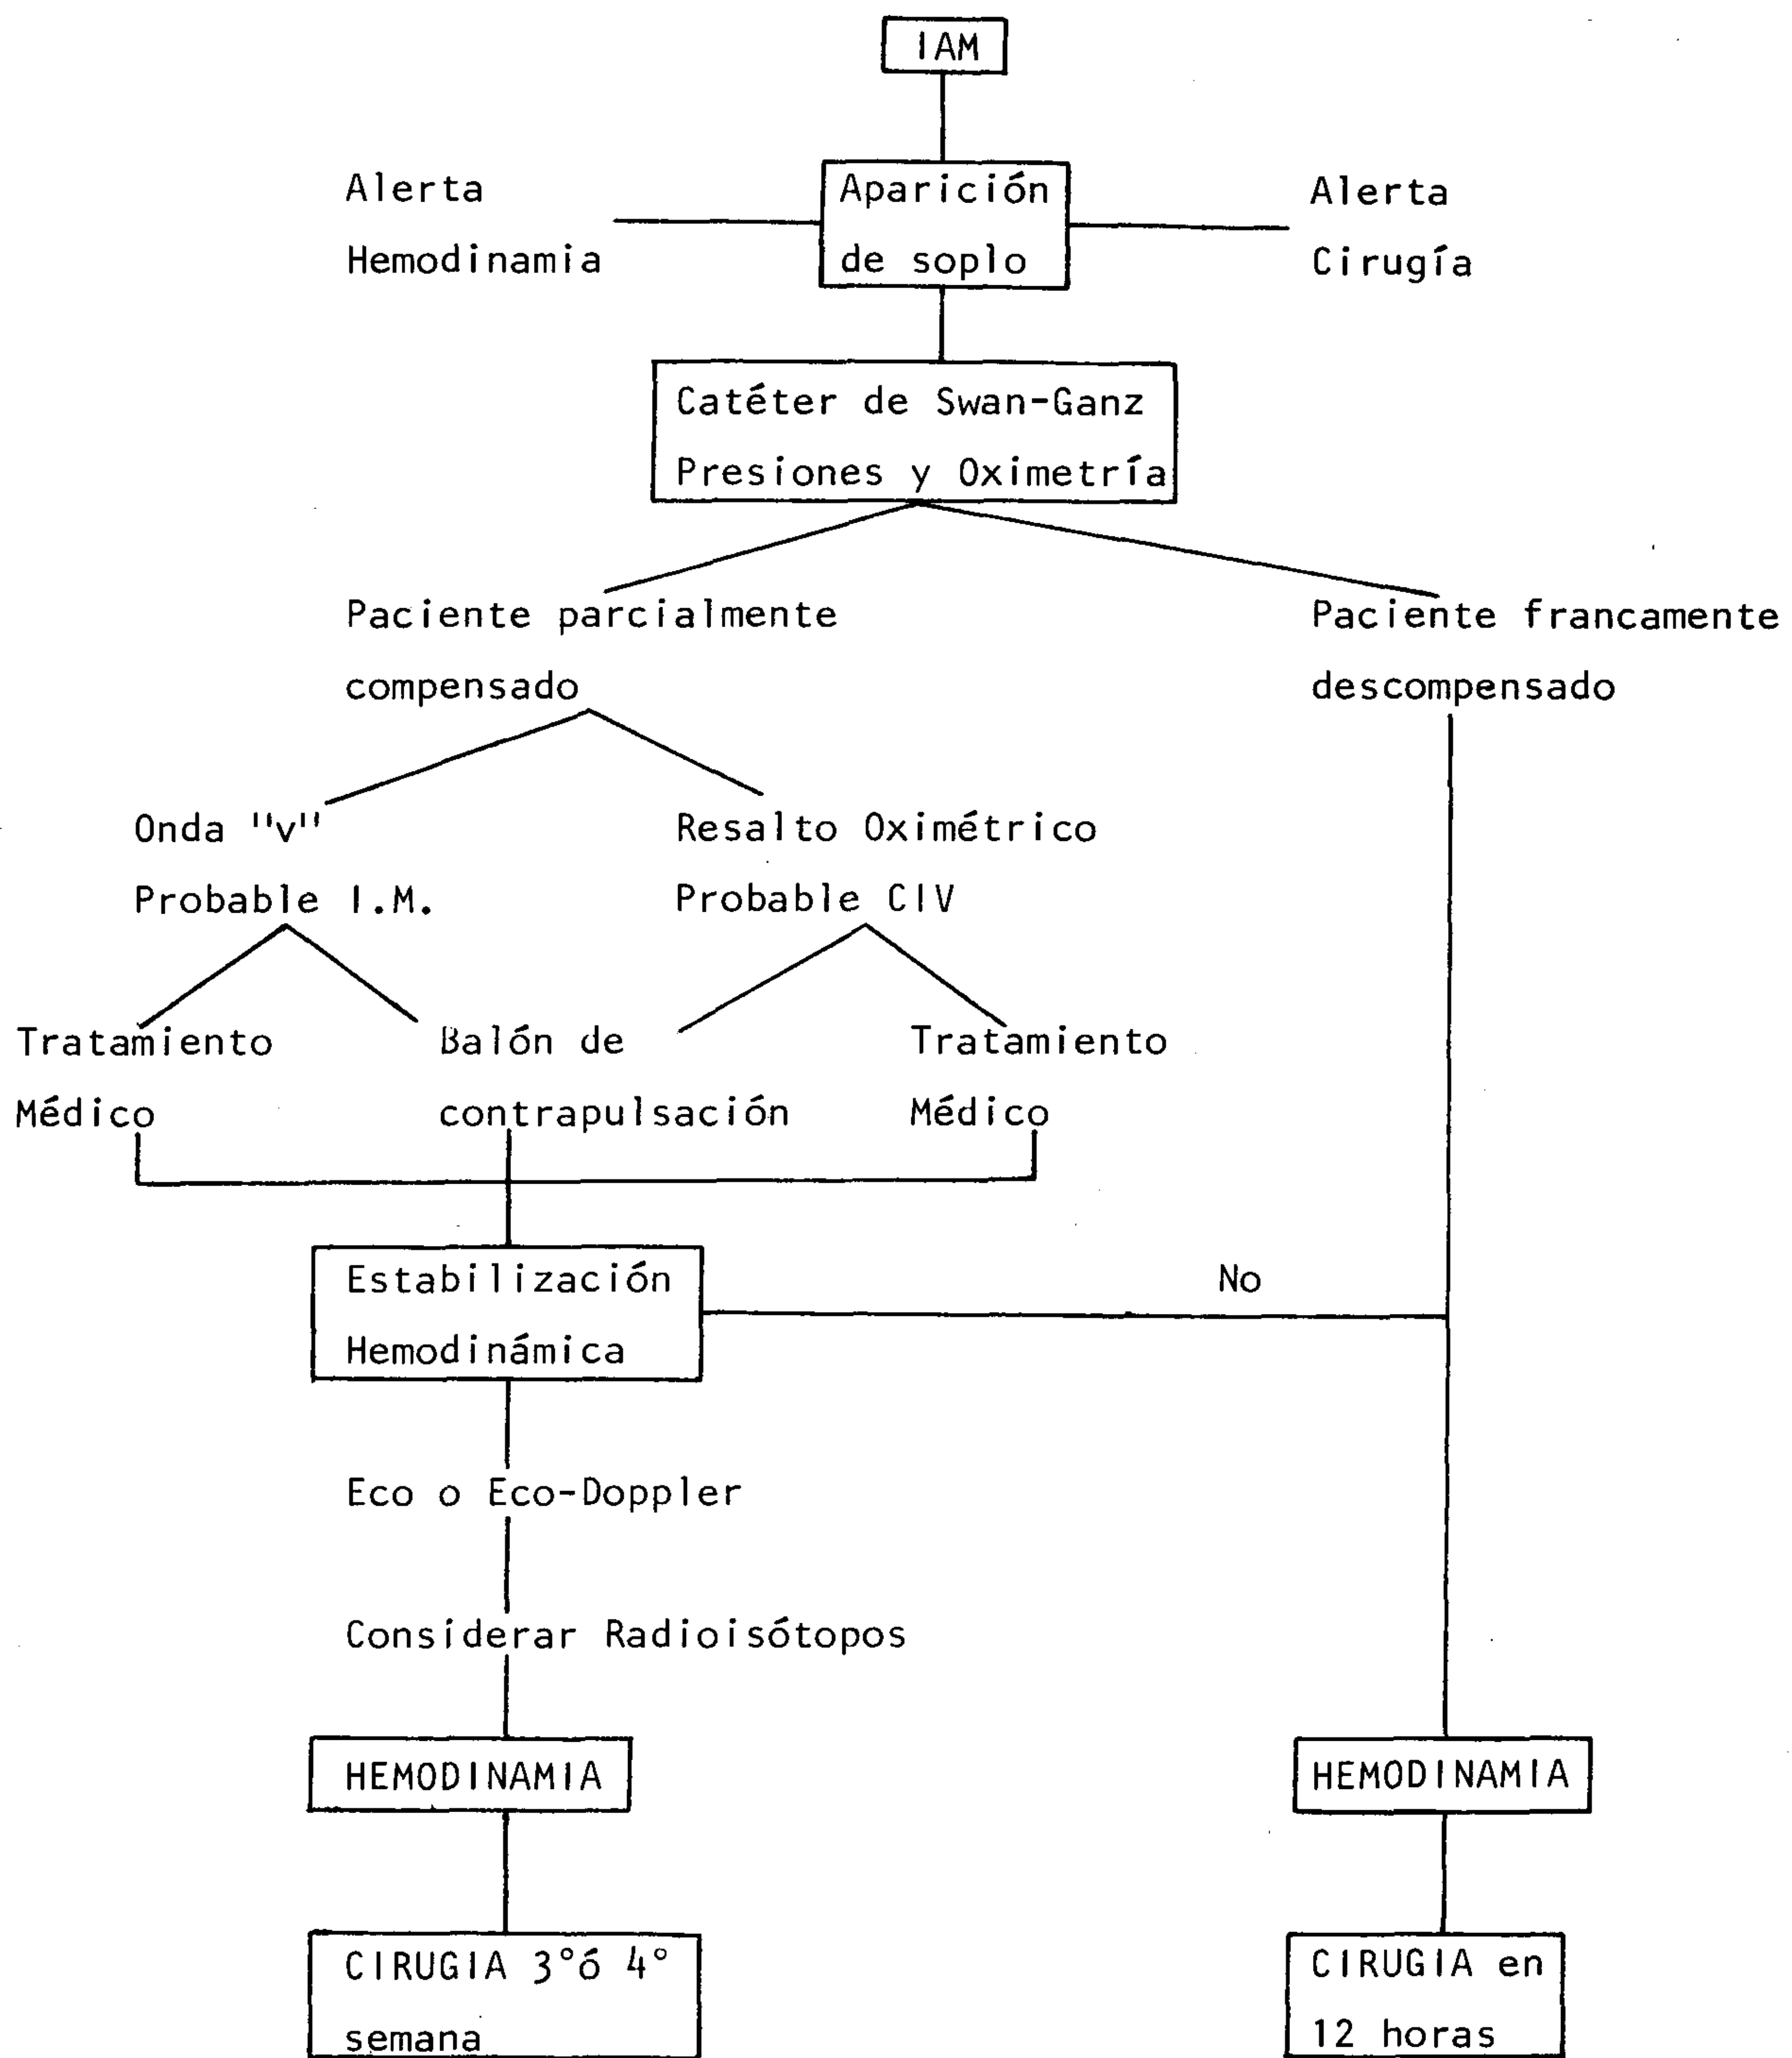 IAM
Alerta
Hemodinamia
Aparición
de soplo
Alerta
Cirugía
Catéter de Swan-Ganz
Presiones y Oximetría
Paciente parcialmente
compensado
Paciente francamente
descompensado
Onda "v"
Probable I.M.
Resalto Oximétrico
Probable CIV
Tratamiento
Médico
Balón de
contrapulsación
Tratamiento
Médico
Estabilización
Hemodinámica
No
Eco o Eco-Doppler
Considerar Radioisótopos
HEMODINAMIA
HEMODINAMIA
CIRUGIA 3°ó 4°
semana
CIRUGIA en
12 horas